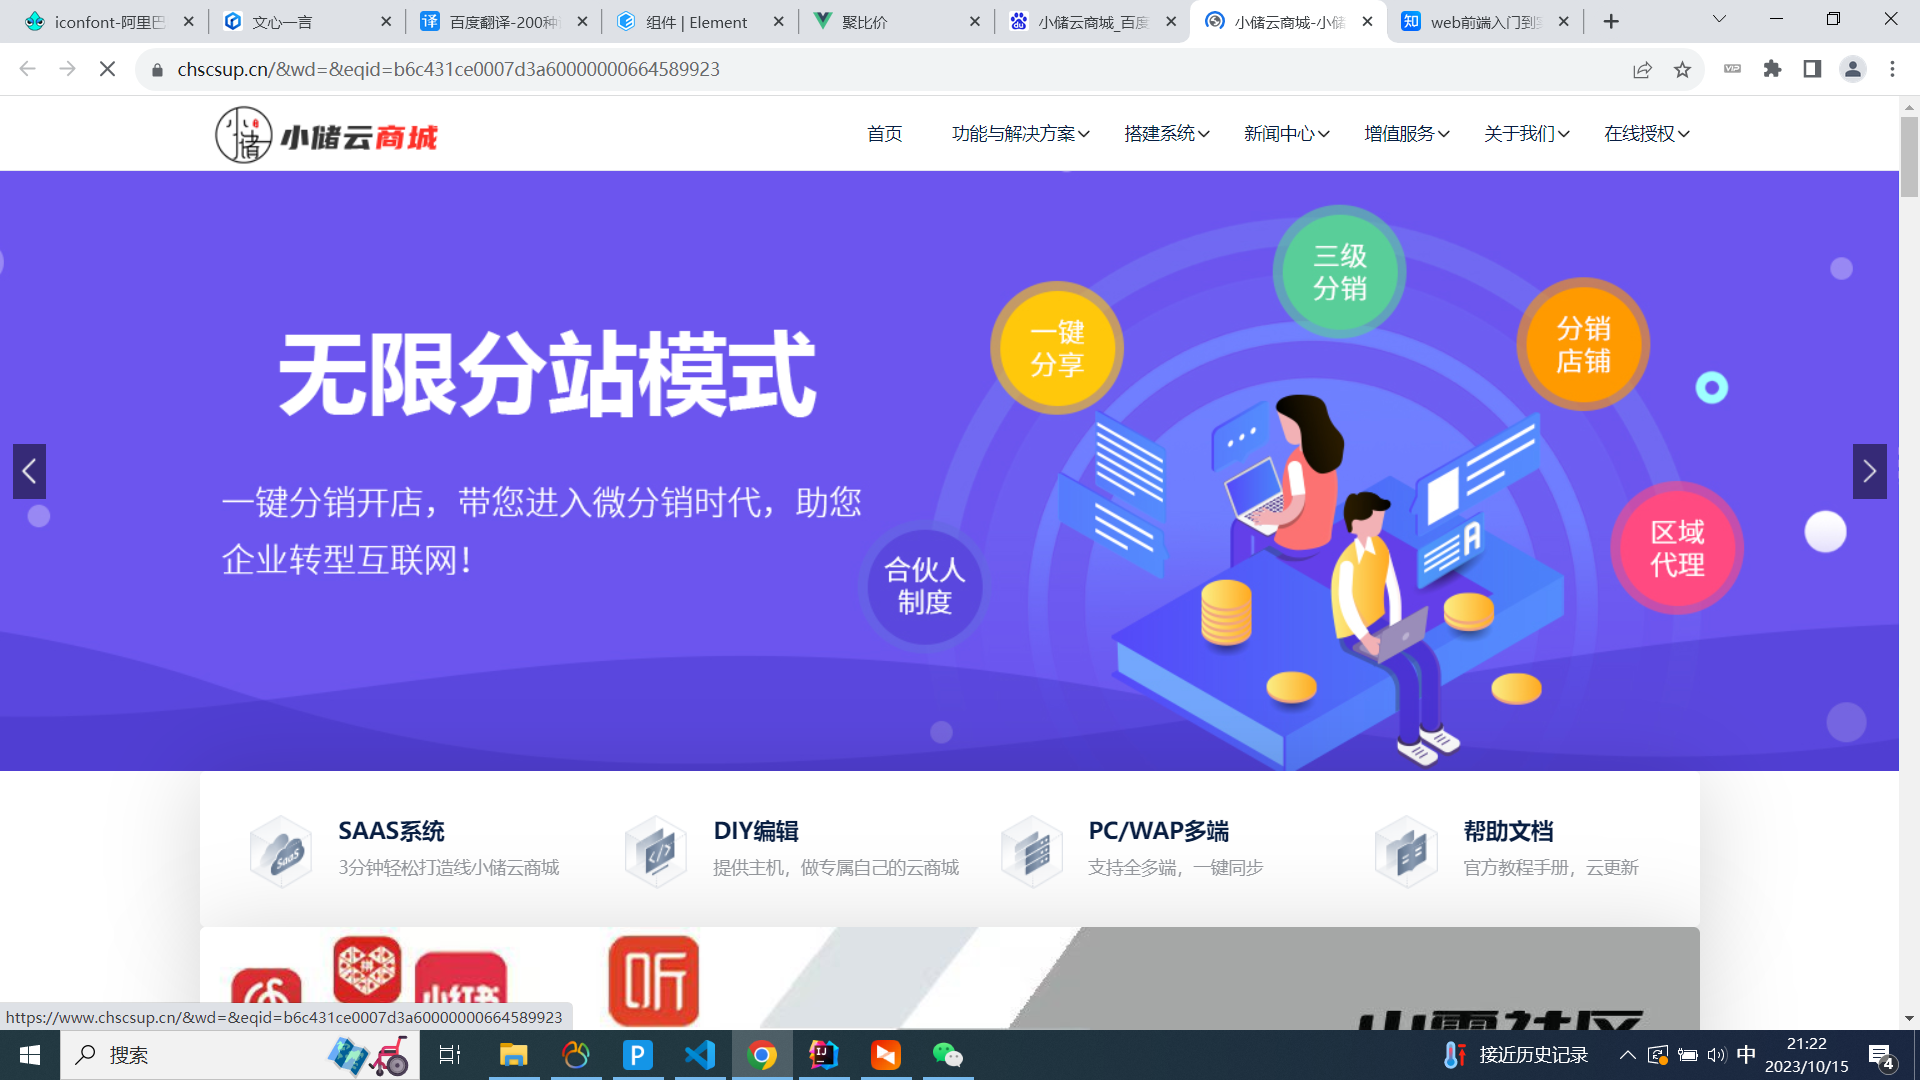 iconfont-阿里巴
文心一言
百度翻译-200种
组件 | Element
聚比价
小储云商城_百度
小储云商城-小储
web前端入门到
chscsup.cn/&wd=&eqid=b6c431ce0007d3a60000000664589923
小储云商城
首页
功能与解决方案
搭建系统
新闻中心
增值服务
关于我们
在线授权
无限分站模式
一键分销开店，带您进入微分销时代，助您
企业转型互联网！
一键
分享
三级
分销
分销
店铺
区域
代理
合伙人
制度
SAAS系统
3分钟轻松打造线小储云商城
DIY编辑
提供主机，做专属自己的云商城
PC/WAP多端
支持全多端，一键同步
帮助文档
官方教程手册，云更新
小红书
听
https://www.chscsup.cn/&wd=&eqid=b6c431ce0007d3a60000000664589923
搜索
接近历史记录
中
21:22
2023/10/15
4